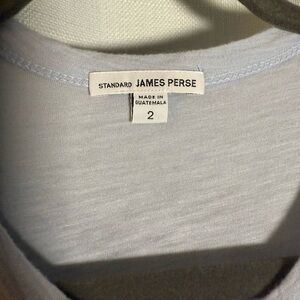 STANDARD JAMES PERSE
MADE IN
GUATEMALA
2